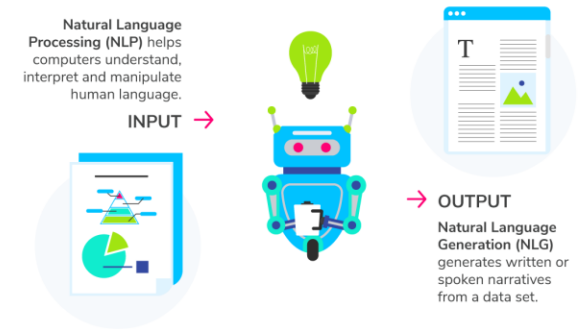 Natural Language
Processing (NLP) helps
computers understand,
interpret and manipulate
human language.
INPUT
T
OUTPUT
Natural Language
Generation (NLG)
generates written or
spoken narratives
from a data set.